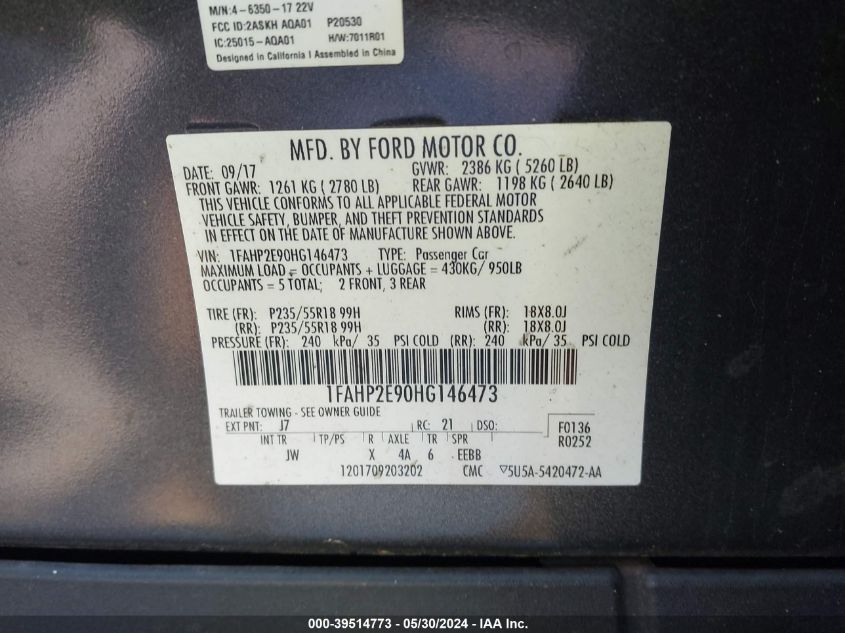 M/N:4-6350-17 22V
FCC ID:2ASKH AQA01 P20530
IC:25015-AQA01 H/W:7011R01
Designed in California | Assembled in China
MFD. BY FORD MOTOR CO.
DATE: 09/17 GVWR: 2386 KG ( 5260 LB)
FRONT GAWR: 1261 KG ( 2780 LB) REAR GAWR: 1198 KG ( 2640 LB)
THIS VEHICLE CONFORMS TO ALL APPLICABLE FEDERAL MOTOR
VEHICLE SAFETY, BUMPER, AND THEFT PREVENTION STANDARDS
IN EFFECT ON THE DATE OF MANUFACTURE SHOWN ABOVE.
VIN: 1FAHP2E90HG146473 TYPE: Passenger Car
MAXIMUM LOAD = OCCUPANTS + LUGGAGE = 430KG/ 950LB
OCCUPANTS = 5 TOTAL; 2 FRONT, 3 REAR
TIRE (FR): P235/55R18 99H RIMS (FR): 18X8.0J
(RR): P235/55R18 99H (RR): 18X8.0J
PRESSURE (FR): 240 kPa/ 35 PSI COLD (RR): 240 kPa/ 35 PSI COLD
1FAHP2E90HG146473
TRAILER TOWING - SEE OWNER GUIDE
EXT PNT: J7 RC: 21 DSO: F0136
INT TR TP/PS R AXLE TR SPR R0252
JW X 4A 6 EEBB
1201709203202 CMC ▽5U5A-5420472-AA
000-39514773 - 05/30/2024 - IAA Inc.